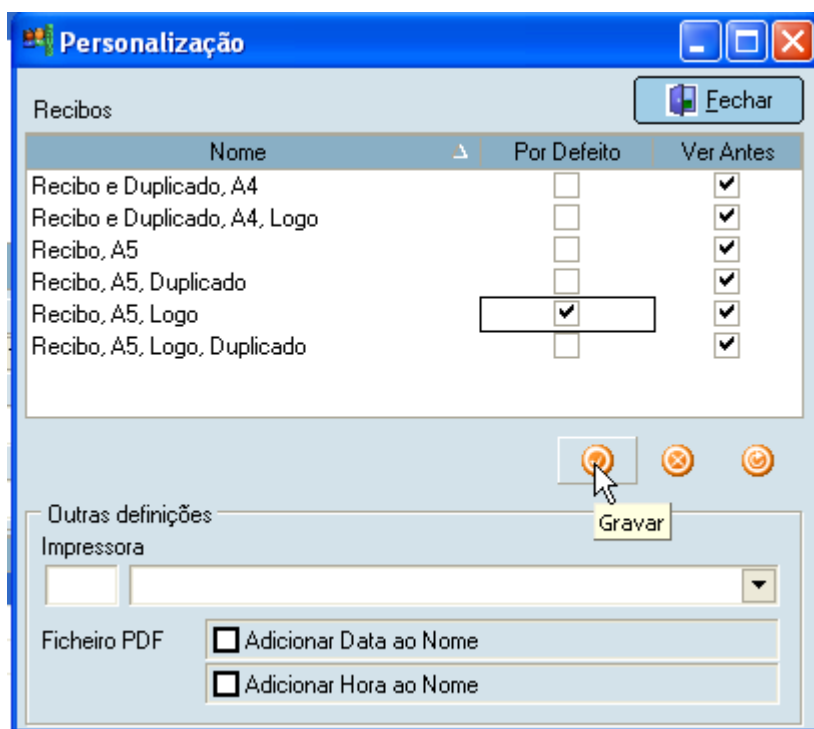 Personalização
Recibos
Fechar
Nome Por Defeito Ver Antes
Recibo e Duplicado, A4
Recibo e Duplicado, A4, Logo
Recibo, A5
Recibo, A5, Duplicado
Recibo, A5, Logo
Recibo, A5, Logo, Duplicado
Gravar
Outras definições
Impressora
Ficheiro PDF Adicionar Data ao Nome
Adicionar Hora ao Nome